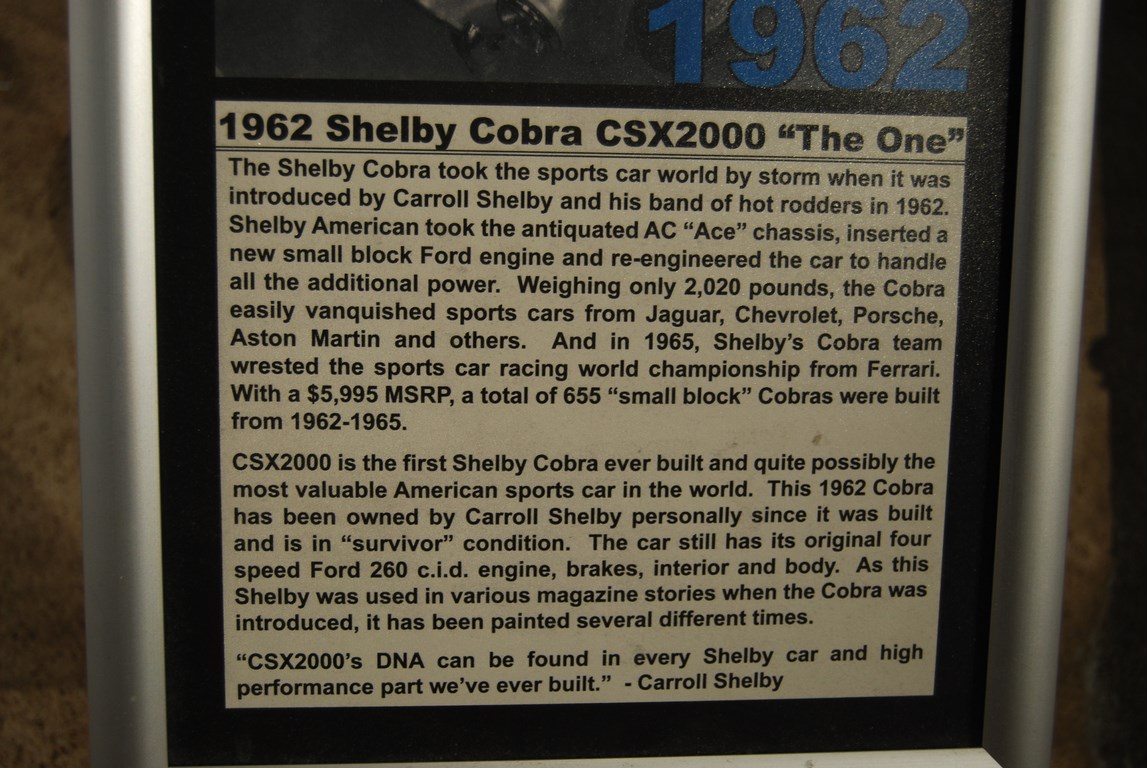 1962
1962 Shelby Cobra CSX2000 “The One”
The Shelby Cobra took the sports car world by storm when it was
introduced by Carroll Shelby and his band of hot rodders in 1962.
Shelby American took the antiquated AC “Ace” chassis, inserted a
new small block Ford engine and re-engineered the car to handle
all the additional power.  Weighing only 2,020 pounds, the Cobra
easily vanquished sports cars from Jaguar, Chevrolet, Porsche,
Aston Martin and others.  And in 1965, Shelby’s Cobra team
wrested the sports car racing world championship from Ferrari.
With a $5,995 MSRP, a total of 655 “small block” Cobras were built
from 1962-1965.
CSX2000 is the first Shelby Cobra ever built and quite possibly the
most valuable American sports car in the world.  This 1962 Cobra
has been owned by Carroll Shelby personally since it was built
and is in “survivor” condition.  The car still has its original four
speed Ford 260 c.i.d. engine, brakes, interior and body.  As this
Shelby was used in various magazine stories when the Cobra was
introduced, it has been painted several different times.
“CSX2000’s DNA can be found in every Shelby car and high
performance part we’ve ever built.”  - Carroll Shelby